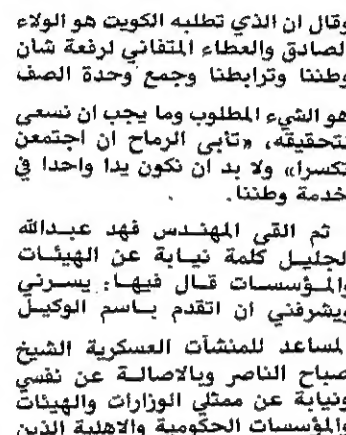 وقال ان الذي تطلبه الكويت هو الولاء
لصادق والعطاء المتفاني لرفعة شان
وطننا وترابطنا وجمع وحدة الصف
هو الشيء المطلوب وما يجب ان نسعى
لتحقيقه، «تأبى الرماح ان اجتمعن
تكسرا» ولا بد ان نكون يدا واحدا في
خدمة وطننا.
ثم القى المهندس فهد عبدالله
لجليل كلمة نيابة عن الهيئات
والمؤسسات قال فيها: يسرني
ويشرفني ان اتقدم باسم الوكيل
لمساعد للمنشآت العسكرية الشيخ
صباح الناصر وبالاصالة عن نفسي
ونيابة عن ممثلي الوزارات والهيئات
والمؤسسات الحكومية والاهلية الذين